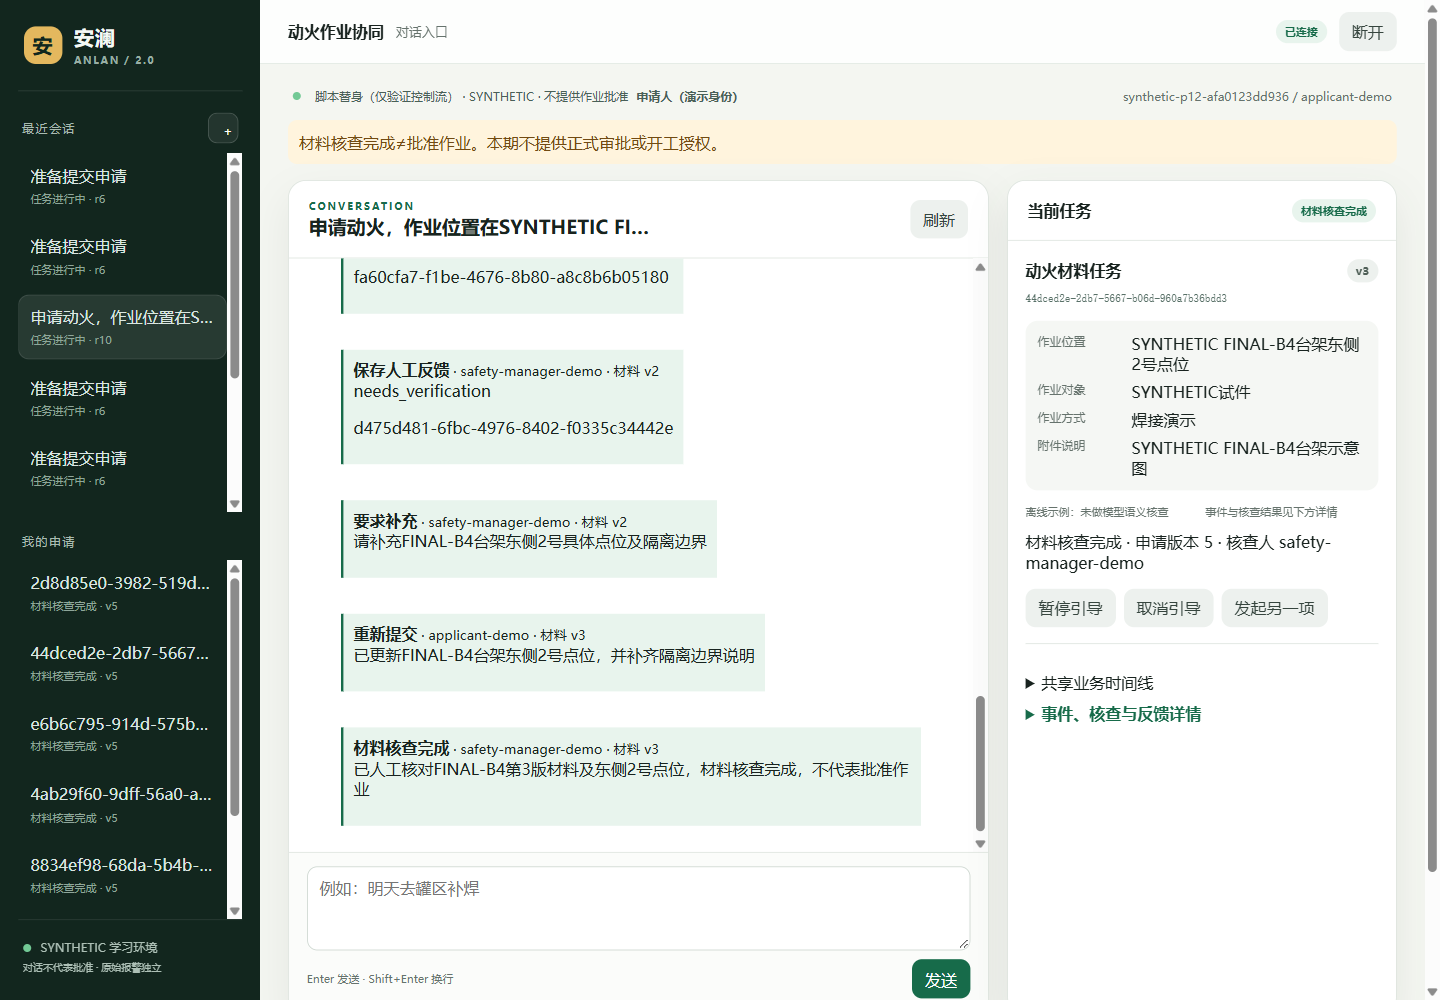 安
安澜
ANLAN / 2.0
最近会话
+
准备提交申请
任务进行中 · r6
准备提交申请
任务进行中 · r6
申请动火，作业位置在S...
任务进行中 · r10
准备提交申请
任务进行中 · r6
准备提交申请
任务进行中 · r6
我的申请
2d8d85e0-3982-519d...
材料核查完成 · v5
44dced2e-2db7-5667...
材料核查完成 · v5
e6b6c795-914d-575b...
材料核查完成 · v5
4ab29f60-9dff-56a0-a...
材料核查完成 · v5
8834ef98-68da-5b4b-...
材料核查完成 · v5
SYNTHETIC 学习环境
对话不代表批准 · 原始报警独立
动火作业协同 对话入口
已连接
断开
脚本替身（仅验证控制流） · SYNTHETIC · 不提供作业批准 申请人（演示身份）
synthetic-p12-afa0123dd936 / applicant-demo
材料核查完成≠批准作业。本期不提供正式审批或开工授权。
CONVERSATION
申请动火，作业位置在SYNTHETIC FI...
刷新
fa60cfa7-f1be-4676-8b80-a8c8b6b05180
保存人工反馈 · safety-manager-demo · 材料 v2
needs_verification
d475d481-6fbc-4976-8402-f0335c34442e
要求补充 · safety-manager-demo · 材料 v2
请补充FINAL-B4台架东侧2号具体点位及隔离边界
重新提交 · applicant-demo · 材料 v3
已更新FINAL-B4台架东侧2号点位，并补齐隔离边界说明
材料核查完成 · safety-manager-demo · 材料 v3
已人工核对FINAL-B4第3版材料及东侧2号点位，材料核查完成，不代表批准作
业
例如：明天去罐区补焊
Enter 发送 · Shift+Enter 换行
发送
当前任务
材料核查完成
动火材料任务
v3
44dced2e-2db7-5667-b06d-960a7b36bdd3
作业位置 SYNTHETIC FINAL-B4台架东侧
2号点位
作业对象 SYNTHETIC试件
作业方式 焊接演示
附件说明 SYNTHETIC FINAL-B4台架示意
图
离线示例：未做模型语义核查 事件与核查结果见下方详情
材料核查完成 · 申请版本 5 · 核查人 safety-
manager-demo
暂停引导
取消引导
发起另一项
▶ 共享业务时间线
▶ 事件、核查与反馈详情